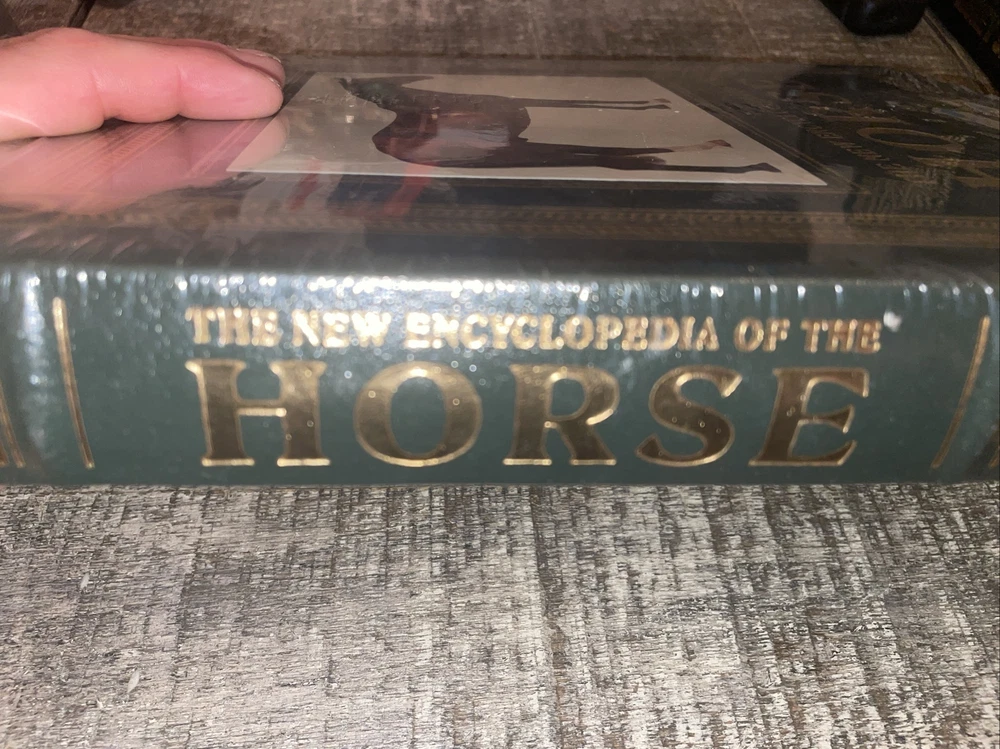 THE NEW ENCYCLOPEDIA OF THE
HORSE